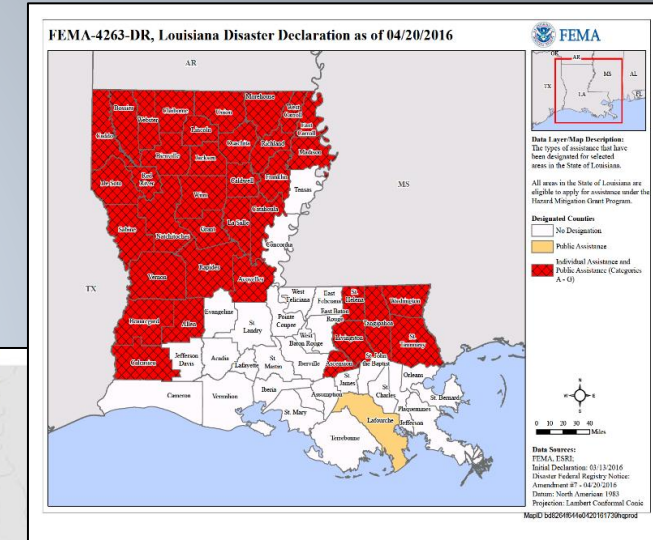 FEMA-4263-DR, Louisiana Disaster Declaration as of 04/20/2016
FEMA
AR
MS
TX
Bossier
Claiborne
Union
Morehouse
West
Carroll
East
Carroll
Webster
Caddo
Lincoln
Ouachita
Richland
Madison
Bienville
Jackson
De Soto
Red
River
Caldwell
Franklin
Tensas
Winn
Catahoula
Sabine
Natchitoches
Grant
La Salle
Concordia
Vernon
Rapides
Avoyelles
Beauregard
Allen
Evangeline
St.
Landry
Pointe
Coupee
West
Feliciana
East
Feliciana
East Baton
Rouge
St.
Helena
Washington
Tangipahoa
Livingston
St.
Tammany
West
Baton Rouge
Calcasieu
Jefferson
Davis
Acadia
Lafayette
St.
Martin
Iberville
Ascension
St. John
the Baptist
Orleans
Cameron
Vermilion
Iberia
St. Mary
Assumption
St.
James
St.
Charles
St. Bernard
Plaquemines
Jefferson
Lafourche
Terrebonne
OK
AR
TX
LA
MS
AL
FL
Data Layer/Map Description:
The types of assistance that have
been designated for selected
areas in the State of Louisiana.
All areas in the State of Louisiana are
eligible to apply for assistance under the
Hazard Mitigation Grant Program.
Designated Counties
No Designation
Public Assistance
Individual Assistance and
Public Assistance (Categories
A - G)
N
0 10 20 30 40
Miles
Data Sources:
FEMA, ESRI;
Initial Declaration: 03/13/2016
Disaster Federal Registry Notice:
Amendment #7 - 04/20/2016
Datum: North American 1983
Projection: Lambert Conformal Conic
MapID bd6264f644e0420161739hqprod